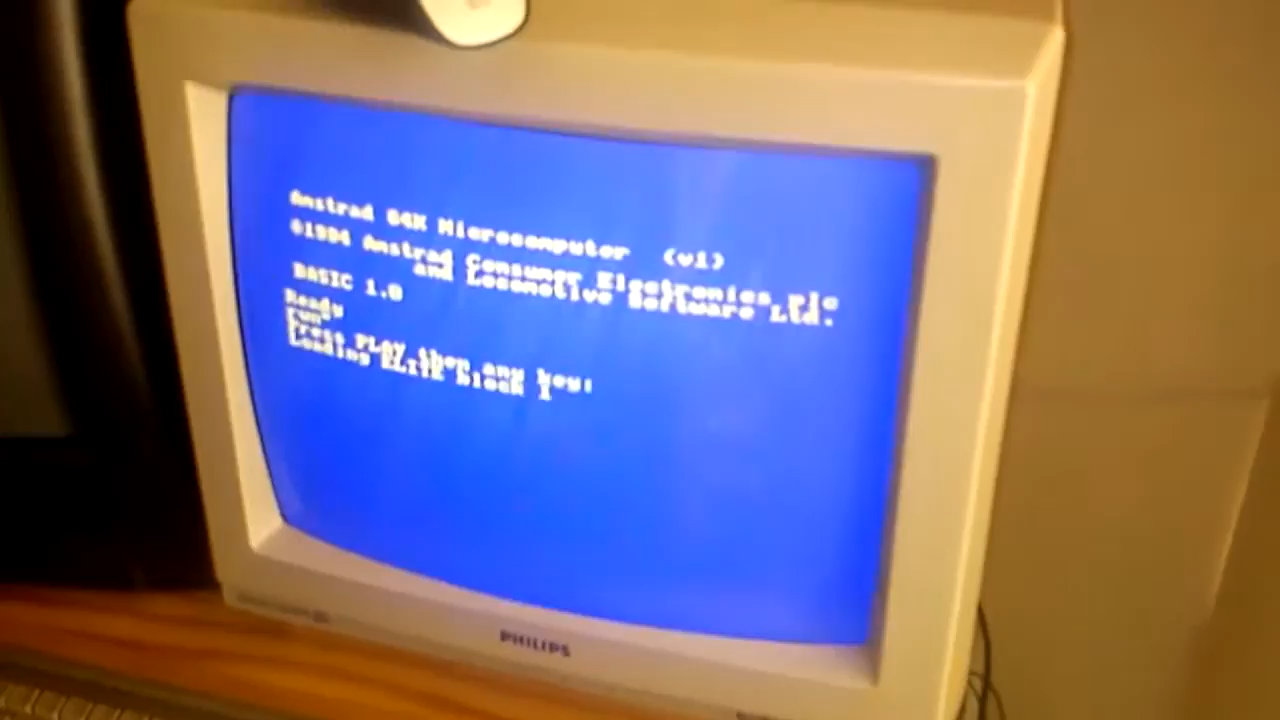 Amstrad 64K Microcomputer (v1)
©1984 Amstrad Consumer Electronics plc
and Locomotive Software Ltd.
BASIC 1.0
Ready
run"
Press PLAY then any key:
Loading ELITE block 1
PHILIPS